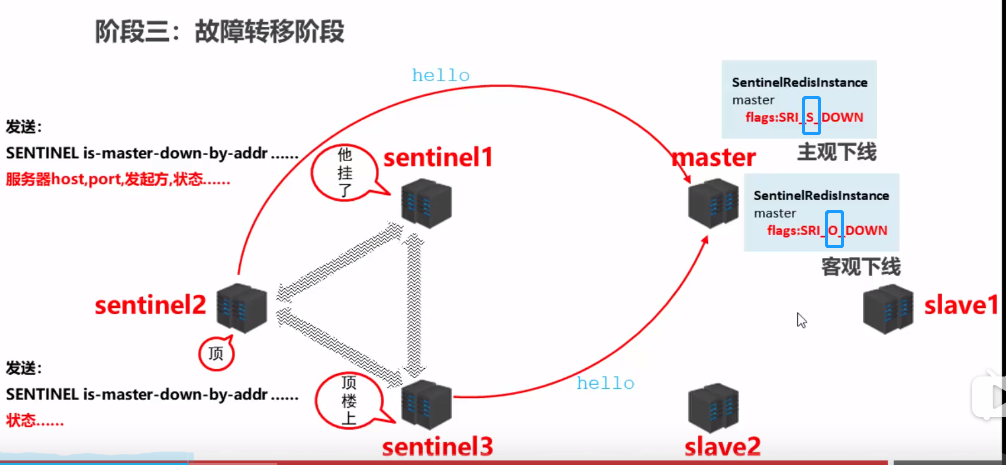 阶段三：故障转移阶段
hello
SentinelRedisInstance
master
flags:SRI_S_DOWN
主观下线
发送：
SENTINEL is-master-down-by-addr ......
服务器host,port,发起方,状态......
他挂了
sentinel1
master
SentinelRedisInstance
master
flags:SRI_O_DOWN
客观下线
sentinel2
slave1
顶
发送：
SENTINEL is-master-down-by-addr ......
状态......
顶楼上
hello
sentinel3
slave2